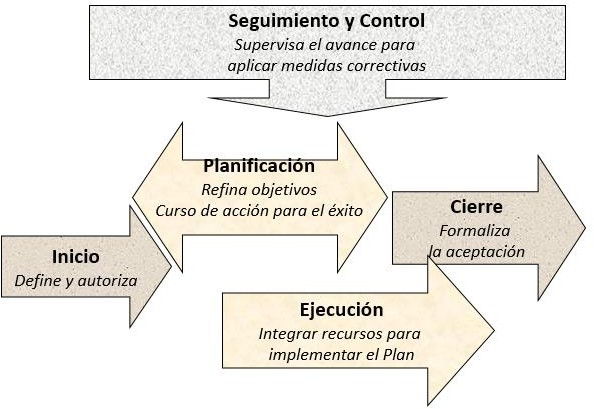 Seguimiento y Control
Supervisa el avance para
aplicar medidas correctivas
Planificación
Refina objetivos
Curso de acción para el éxito
Cierre
Formaliza
la aceptación
Inicio
Define y autoriza
Ejecución
Integrar recursos para
implementar el Plan